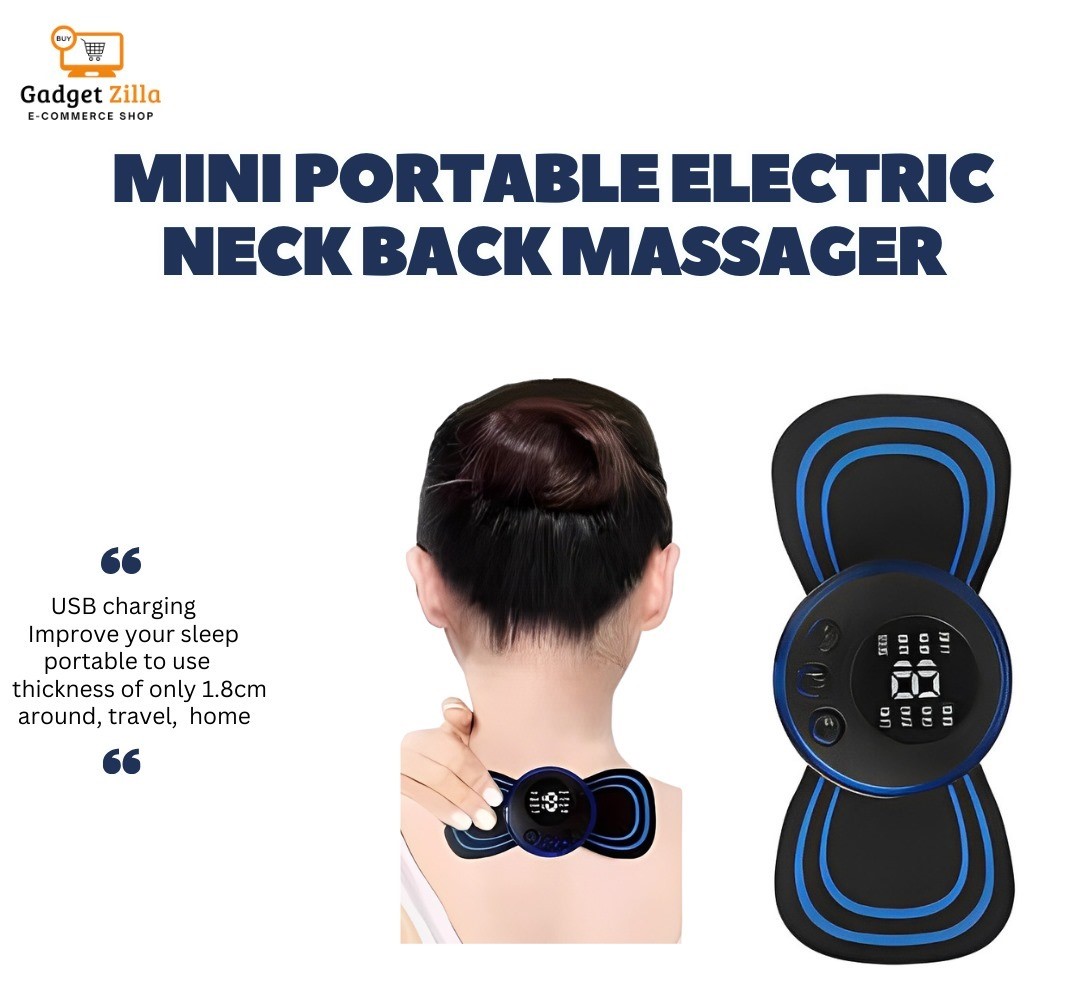 BUY
Gadget Zilla
E-COMMERCE SHOP
MINI PORTABLE ELECTRIC
NECK BACK MASSAGER
“
USB charging
Improve your sleep
portable to use
thickness of only 1.8cm
around, travel, home
“